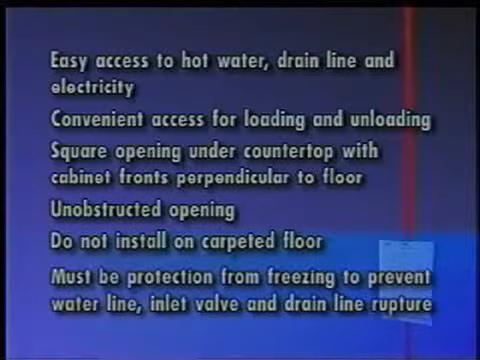 Easy access to hot water, drain line and
electricity
Convenient access for loading and unloading
Square opening under countertop with
cabinet fronts perpendicular to floor
Unobstructed opening
Do not install on carpeted floor
Must be protection from freezing to prevent
water line, inlet valve and drain line rupture